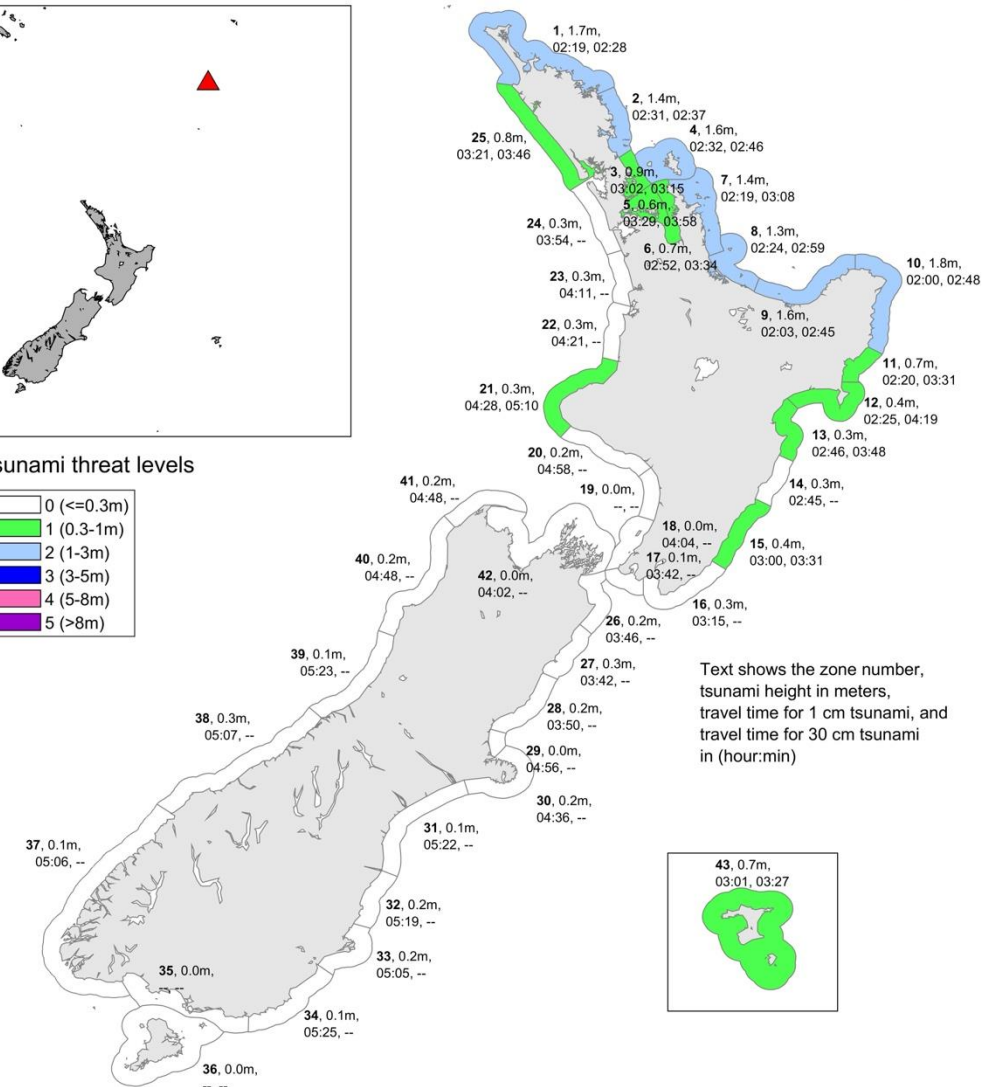 1, 1.7m,
02:19, 02:28
2, 1.4m,
02:31, 02:37
4, 1.6m,
02:32, 02:46
25, 0.8m,
03:21, 03:46
3, 0.9m,
03:02, 03:15
7, 1.4m,
02:19, 03:08
5, 0.6m,
03:29, 03:58
24, 0.3m,
03:54, --
6, 0.7m,
02:52, 03:34
8, 1.3m,
02:24, 02:59
10, 1.8m,
02:00, 02:48
23, 0.3m,
04:11, --
9, 1.6m,
02:03, 02:45
22, 0.3m,
04:21, --
11, 0.7m,
02:20, 03:31
21, 0.3m,
04:28, 05:10
12, 0.4m,
02:25, 04:19
13, 0.3m,
02:46, 03:48
20, 0.2m,
04:58, --
14, 0.3m,
02:45, --
sunami threat levels
0 (<=0.3m)
1 (0.3-1m)
2 (1-3m)
3 (3-5m)
4 (5-8m)
5 (>8m)
41, 0.2m,
04:48, --
19, 0.0m,
--, --
18, 0.0m,
04:04, --
15, 0.4m,
03:00, 03:31
40, 0.2m,
04:48, --
17, 0.1m,
03:42, --
42, 0.0m,
04:02, --
16, 0.3m,
03:15, --
26, 0.2m,
03:46, --
39, 0.1m,
05:23, --
27, 0.3m,
03:42, --
Text shows the zone number,
tsunami height in meters,
travel time for 1 cm tsunami, and
travel time for 30 cm tsunami
in (hour:min)
38, 0.3m,
05:07, --
28, 0.2m,
03:50, --
29, 0.0m,
04:56, --
30, 0.2m,
04:36, --
31, 0.1m,
05:22, --
37, 0.1m,
05:06, --
43, 0.7m,
03:01, 03:27
32, 0.2m,
05:19, --
33, 0.2m,
05:05, --
35, 0.0m,
--, --
34, 0.1m,
05:25, --
36, 0.0m,